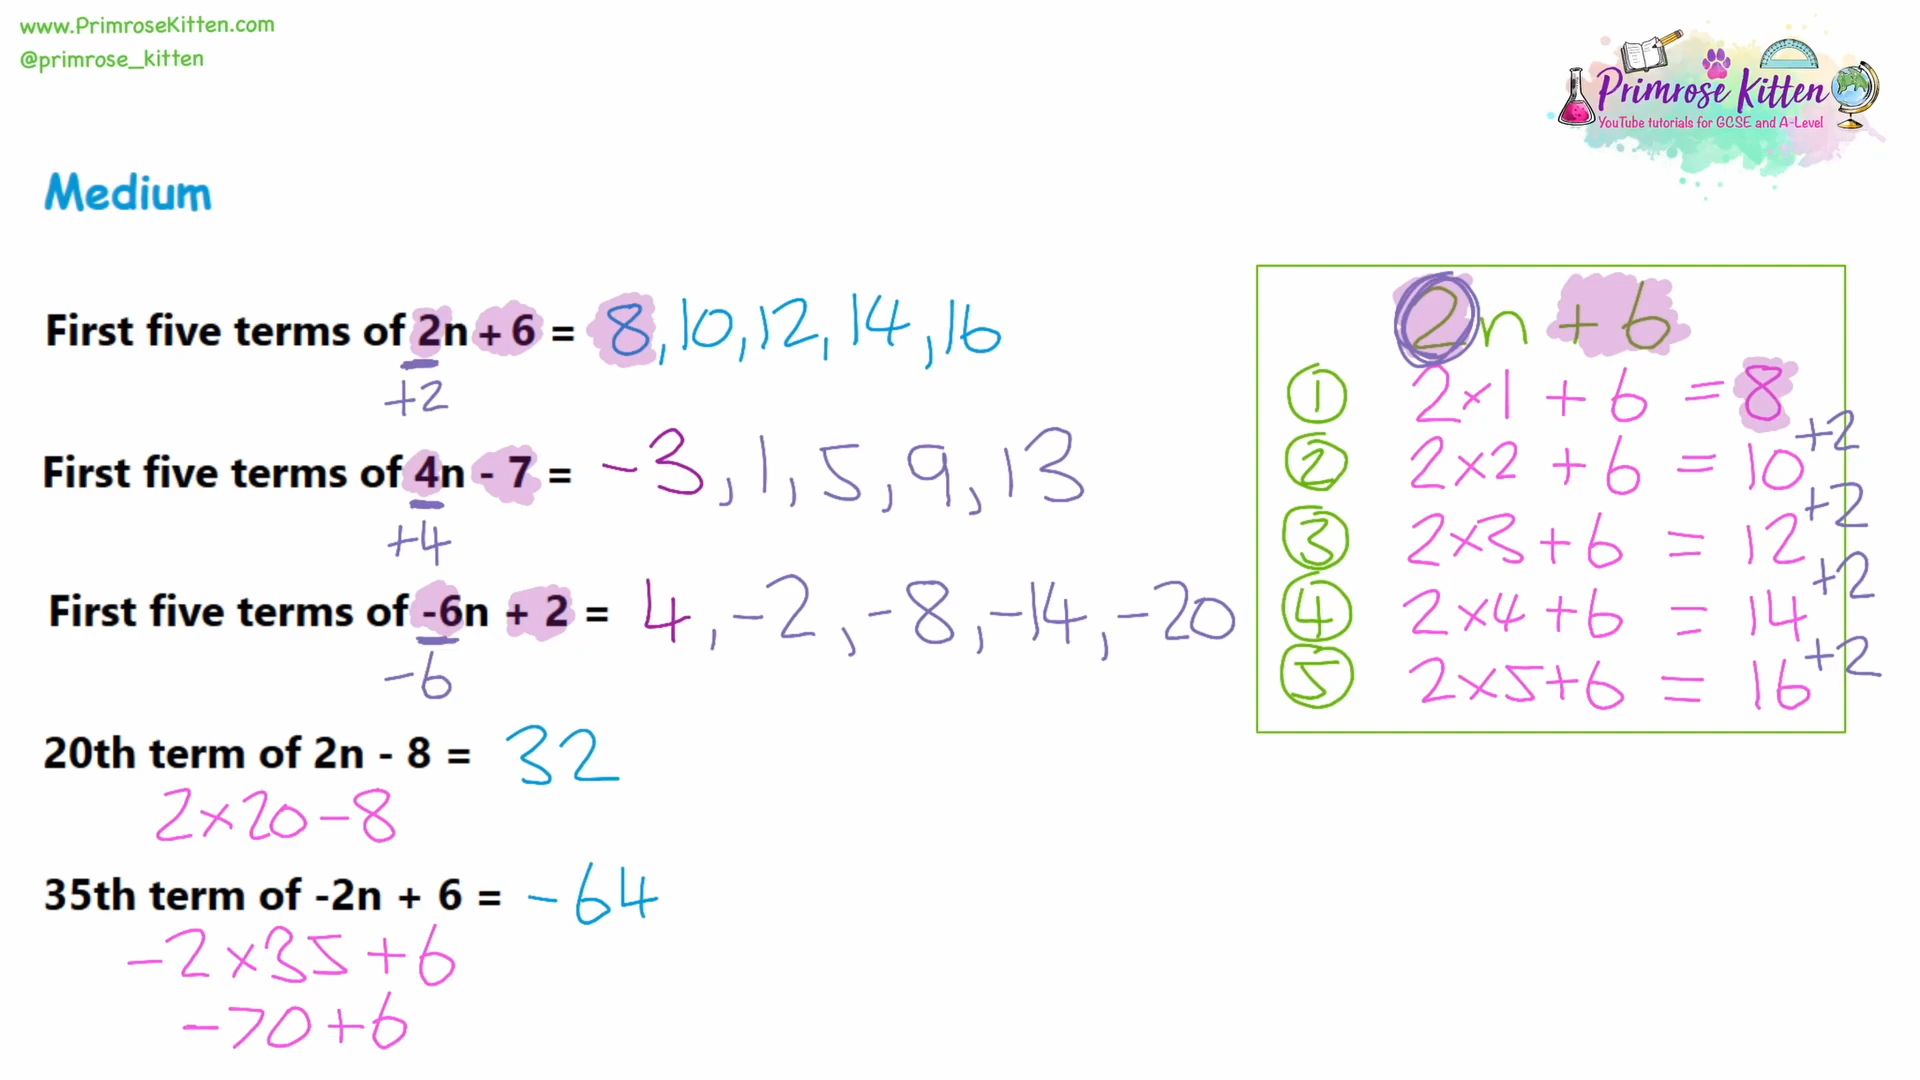 www.PrimroseKitten.com
@primrose_kitten
Primrose Kitten
YouTube tutorials for GCSE and A-Level
Medium
First five terms of 2n + 6 = 8, 10, 12, 14, 16
+2
First five terms of 4n - 7 = -3, 1, 5, 9, 13
+4
First five terms of -6n + 2 = 4, -2, -8, -14, -20
-6
20th term of 2n - 8 = 32
2×20-8
35th term of -2n + 6 = -64
-2×35+6
-70+6
2n + 6
1 2×1 + 6 = 8
+2
2 2×2 + 6 = 10
+2
3 2×3+6 = 12
+2
4 2×4+6 = 14
+2
5 2×5+6 = 16